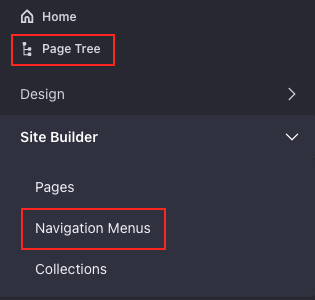 Home
Page Tree
Design
Site Builder
Pages
Navigation Menus
Collections